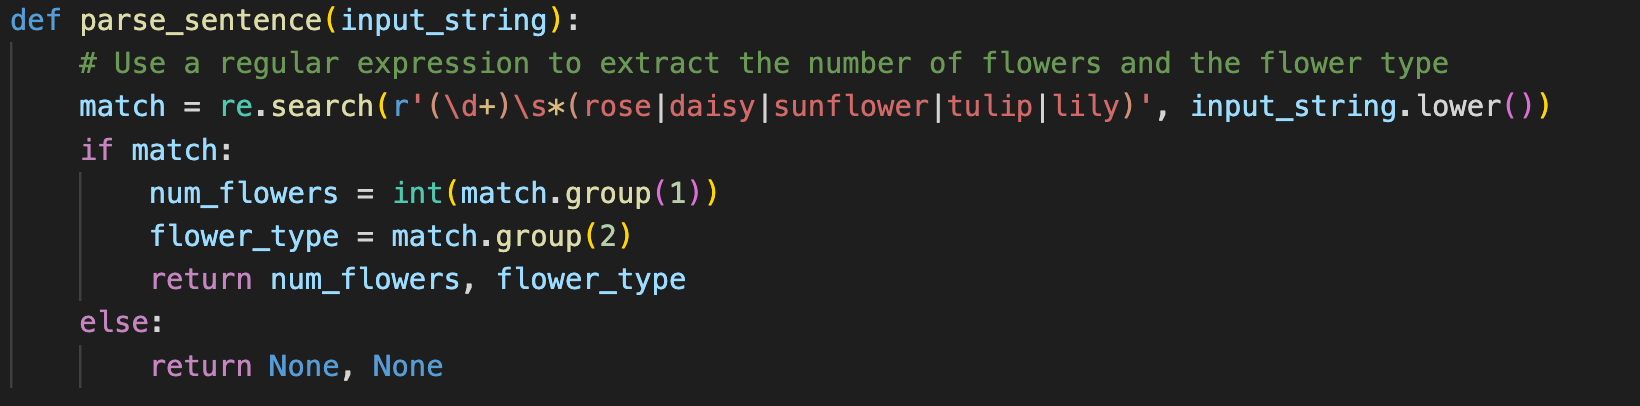 def parse_sentence(input_string):
    # Use a regular expression to extract the number of flowers and the flower type
    match = re.search(r'(\d+)\s*(rose|daisy|sunflower|tulip|lily)', input_string.lower())
    if match:
        num_flowers = int(match.group(1))
        flower_type = match.group(2)
        return num_flowers, flower_type
    else:
        return None, None